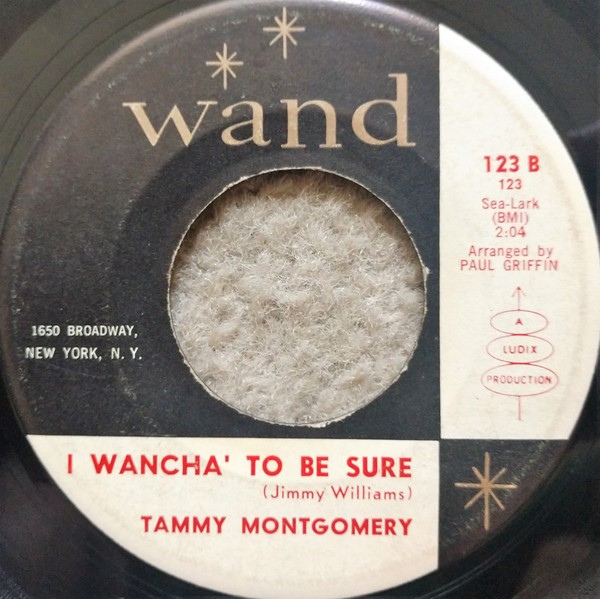 wand
123 B
123
Sea-Lark
(BMI)
2:04
Arranged by
PAUL GRIFFIN
A
LUDIX
PRODUCTION
1650 BROADWAY,
NEW YORK, N. Y.
I WANCHA' TO BE SURE
(Jimmy Williams)
TAMMY MONTGOMERY